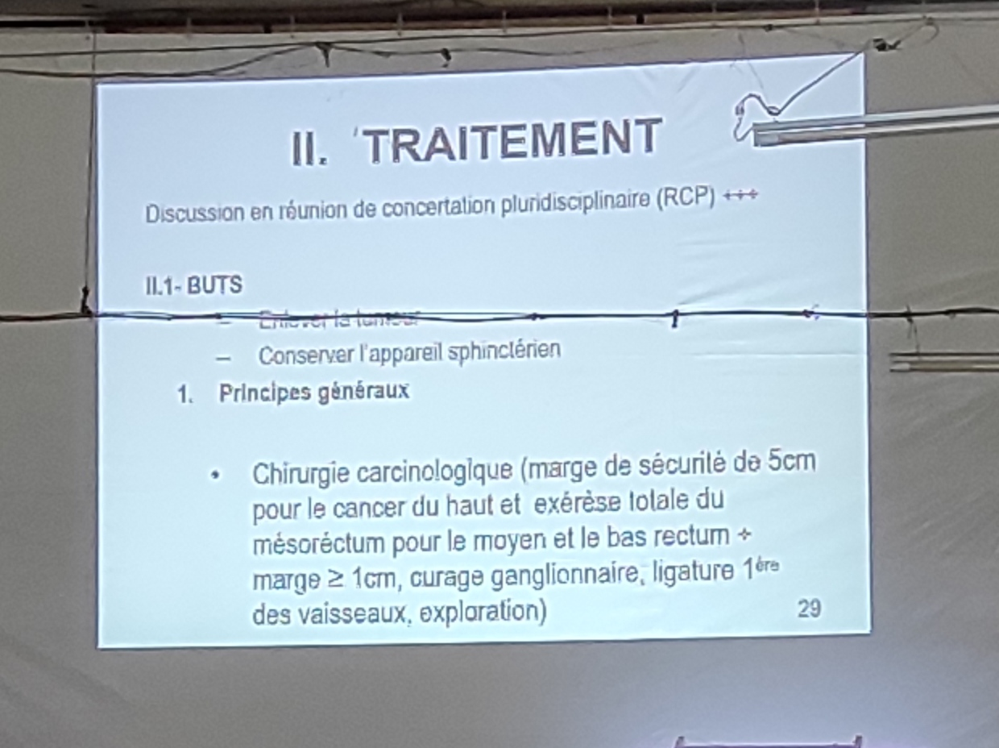 II. TRAITEMENT
Discussion en réunion de concertation pluridisciplinaire (RCP) +++
II.1- BUTS
– Enlever la tumeur
– Conserver l'appareil sphinctérien
1. Principes généraux
• Chirurgie carcinologique (marge de sécurité de 5cm
pour le cancer du haut et exérèse totale du
mésoréctum pour le moyen et le bas rectum +
marge ≥ 1cm, curage ganglionnaire, ligature 1ère
des vaisseaux, exploration)
29